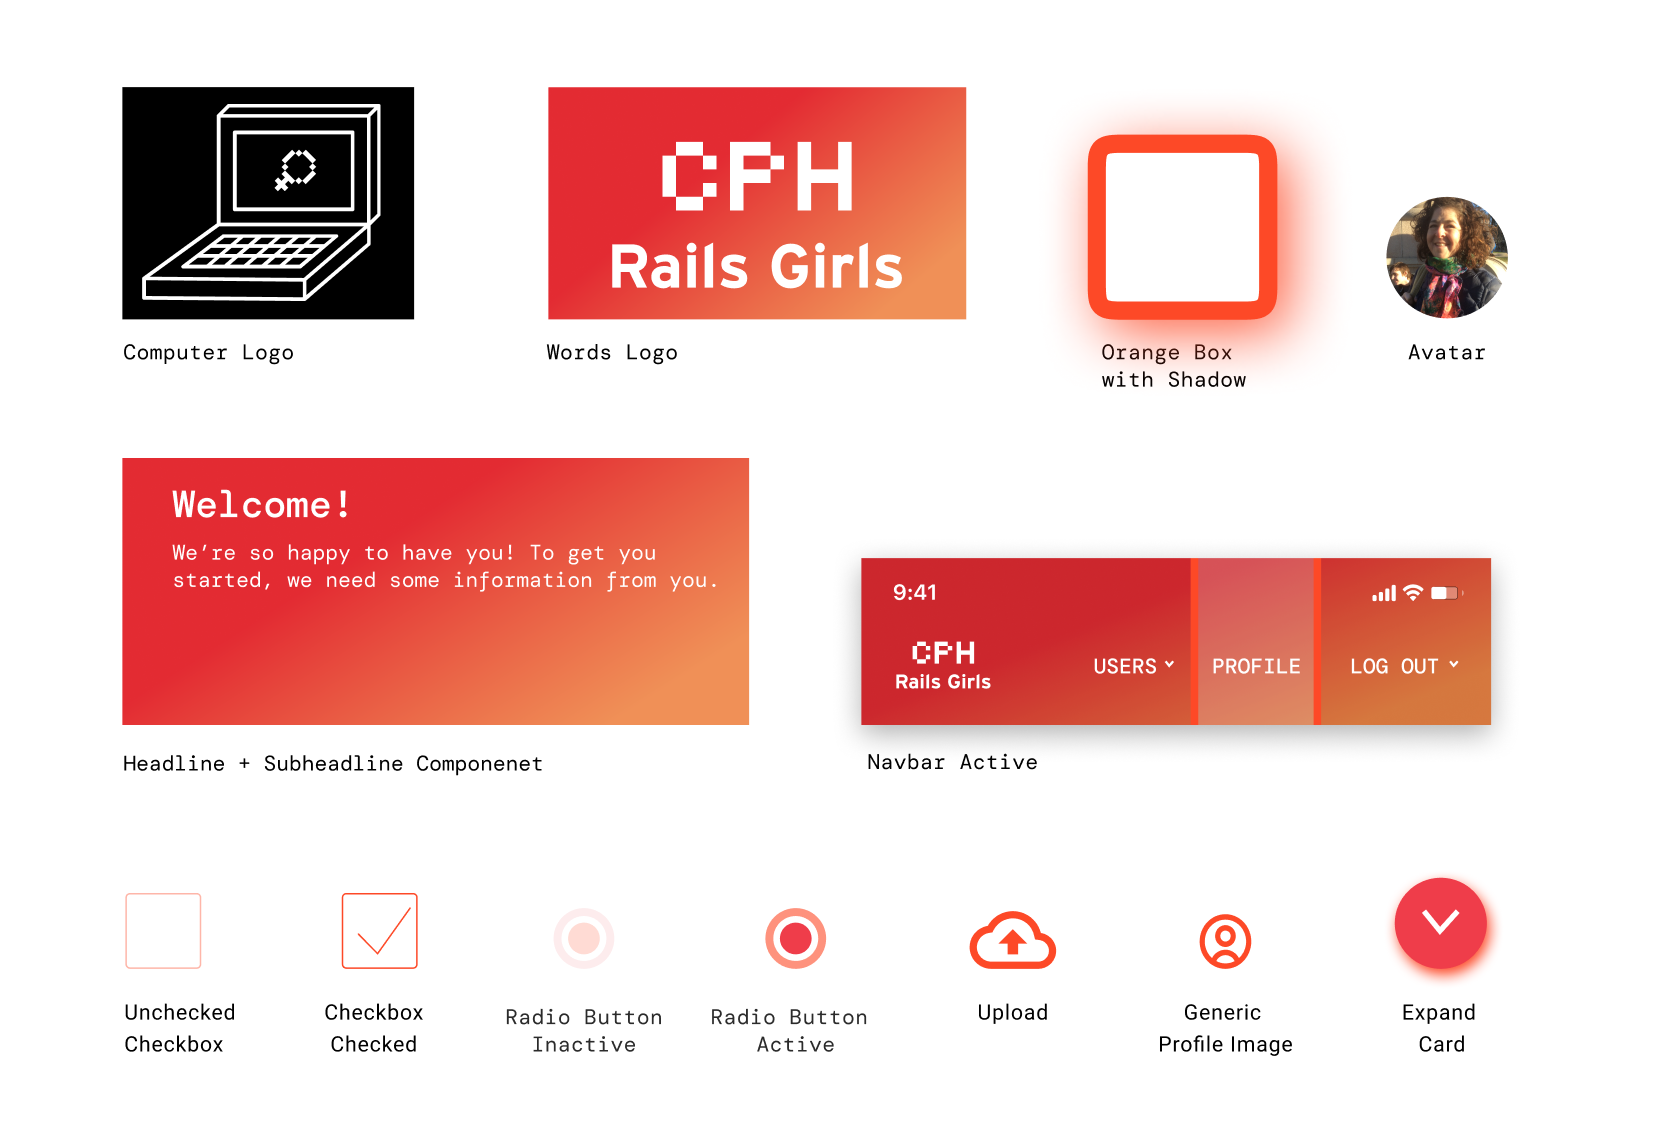 CPH
Rails Girls
Computer Logo
Words Logo
Orange Box
with Shadow
Avatar
Welcome!
We’re so happy to have you! To get you
started, we need some information from you.
Headline + Subheadline Componenet
9:41
CPH
Rails Girls
USERS
PROFILE
LOG OUT
Navbar Active
Unchecked
Checkbox
Checkbox
Checked
Radio Button
Inactive
Radio Button
Active
Upload
Generic
Profile Image
Expand
Card